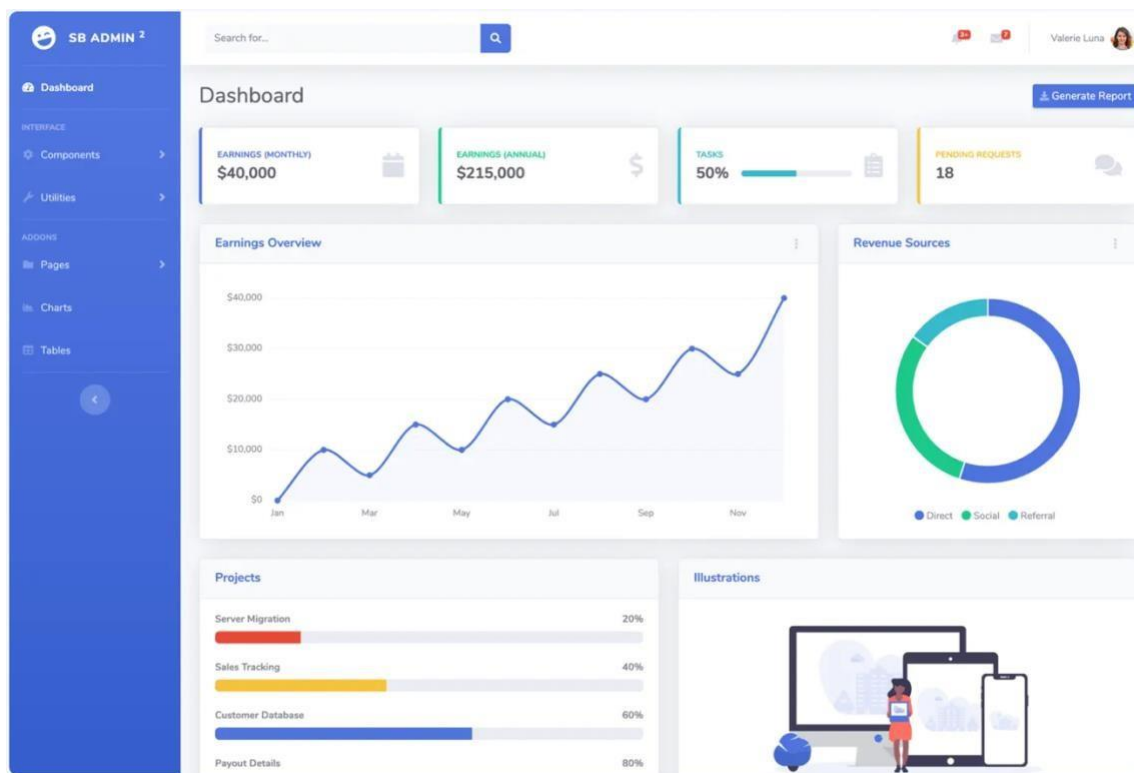 SB ADMIN 2
Search for...
3+
7
Valerie Luna
Dashboard
INTERFACE
Components
Utilities
ADDONS
Pages
Charts
Tables
Dashboard
Generate Report
EARNINGS (MONTHLY)
$40,000
EARNINGS (ANNUAL)
$215,000
TASKS
50%
PENDING REQUESTS
18
Earnings Overview
$40,000
$30,000
$20,000
$10,000
$0
Jan Mar May Jul Sep Nov
Revenue Sources
Direct Social Referral
Projects
Server Migration 20%
Sales Tracking 40%
Customer Database 60%
Payout Details 80%
Illustrations